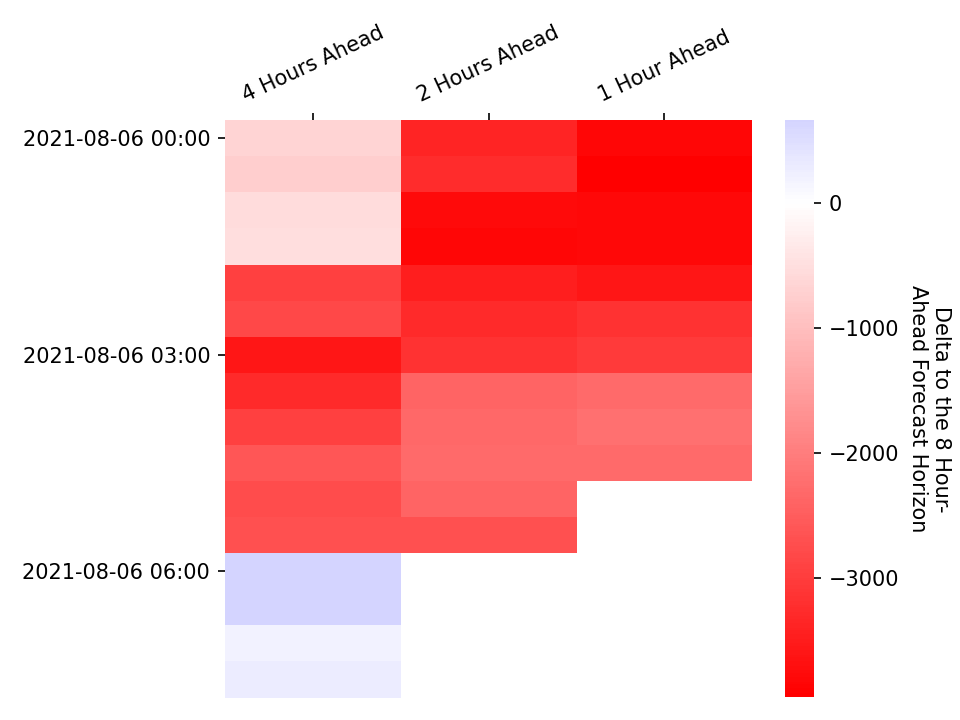 4 Hours Ahead
2 Hours Ahead
1 Hour Ahead
2021-08-06 00:00
2021-08-06 03:00
2021-08-06 06:00
0
−1000
−2000
−3000
Delta to the 8 Hour-
Ahead Forecast Horizon